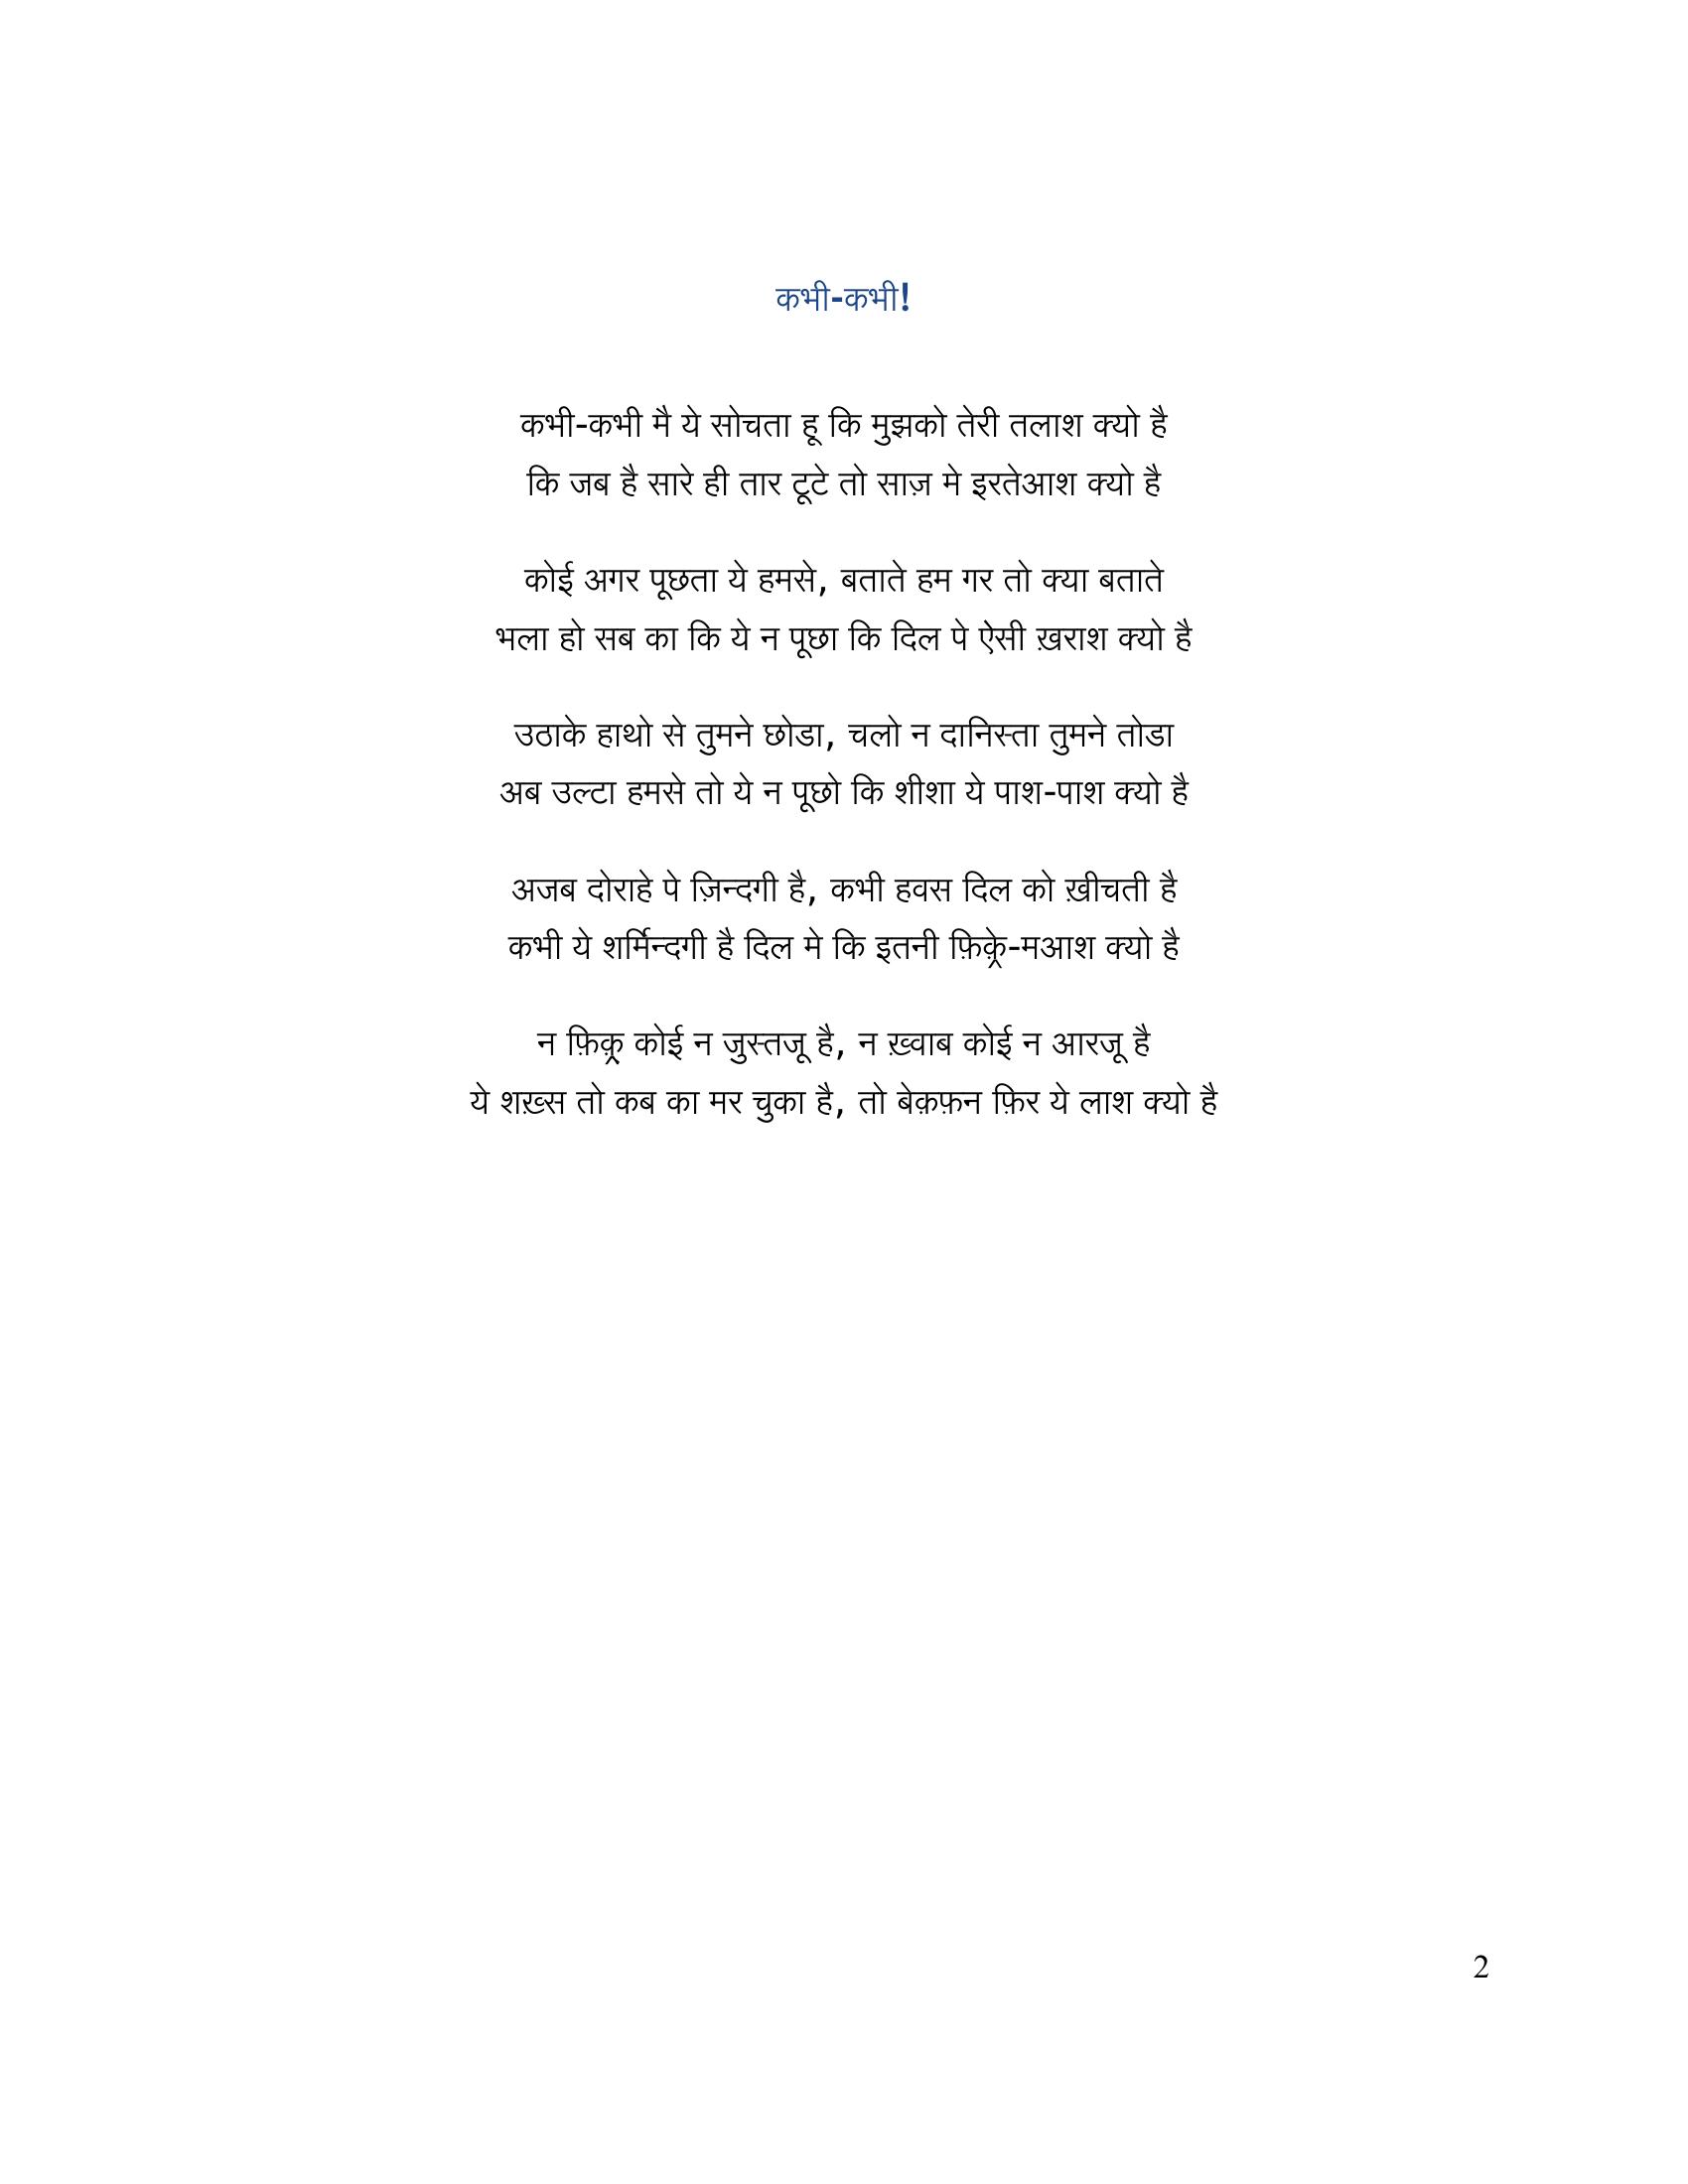 कभी-कभी!
कभी-कभी मै ये सोचता हू कि मुझको तेरी तलाश क्यो है
कि जब है सारे ही तार टूटे तो साज़ मे इरतेआश क्यो है
कोई अगर पूछता ये हमसे, बताते हम गर तो क्या बताते
भला हो सब का कि ये न पूछा कि दिल पे ऐसी ख़राश क्यो है
उठाके हाथो से तुमने छोडा, चलो न दानिस्ता तुमने तोडा
अब उल्टा हमसे तो ये न पूछो कि शीशा ये पाश-पाश क्यो है
अजब दोराहे पे ज़िन्दगी है, कभी हवस दिल को ख़ीचती है
कभी ये शर्मिन्दगी है दिल मे कि इतनी फ़िक़्रे-मआश क्यो है
न फ़िक़्र कोई न जुस्तजू है, न ख़्वाब कोई न आरजू है
ये शख़्स तो कब का मर चुका है, तो बेक़फ़न फ़िर ये लाश क्यो है
2